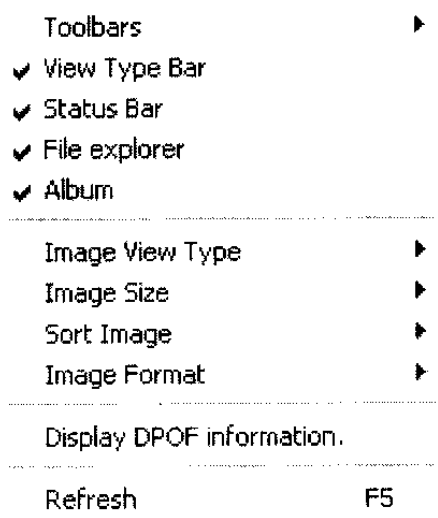 Toolbars
View Type Bar
Status Bar
File explorer
Album
Image View Type
Image Size
Sort Image
Image Format
Display DPOF information.
Refresh F5